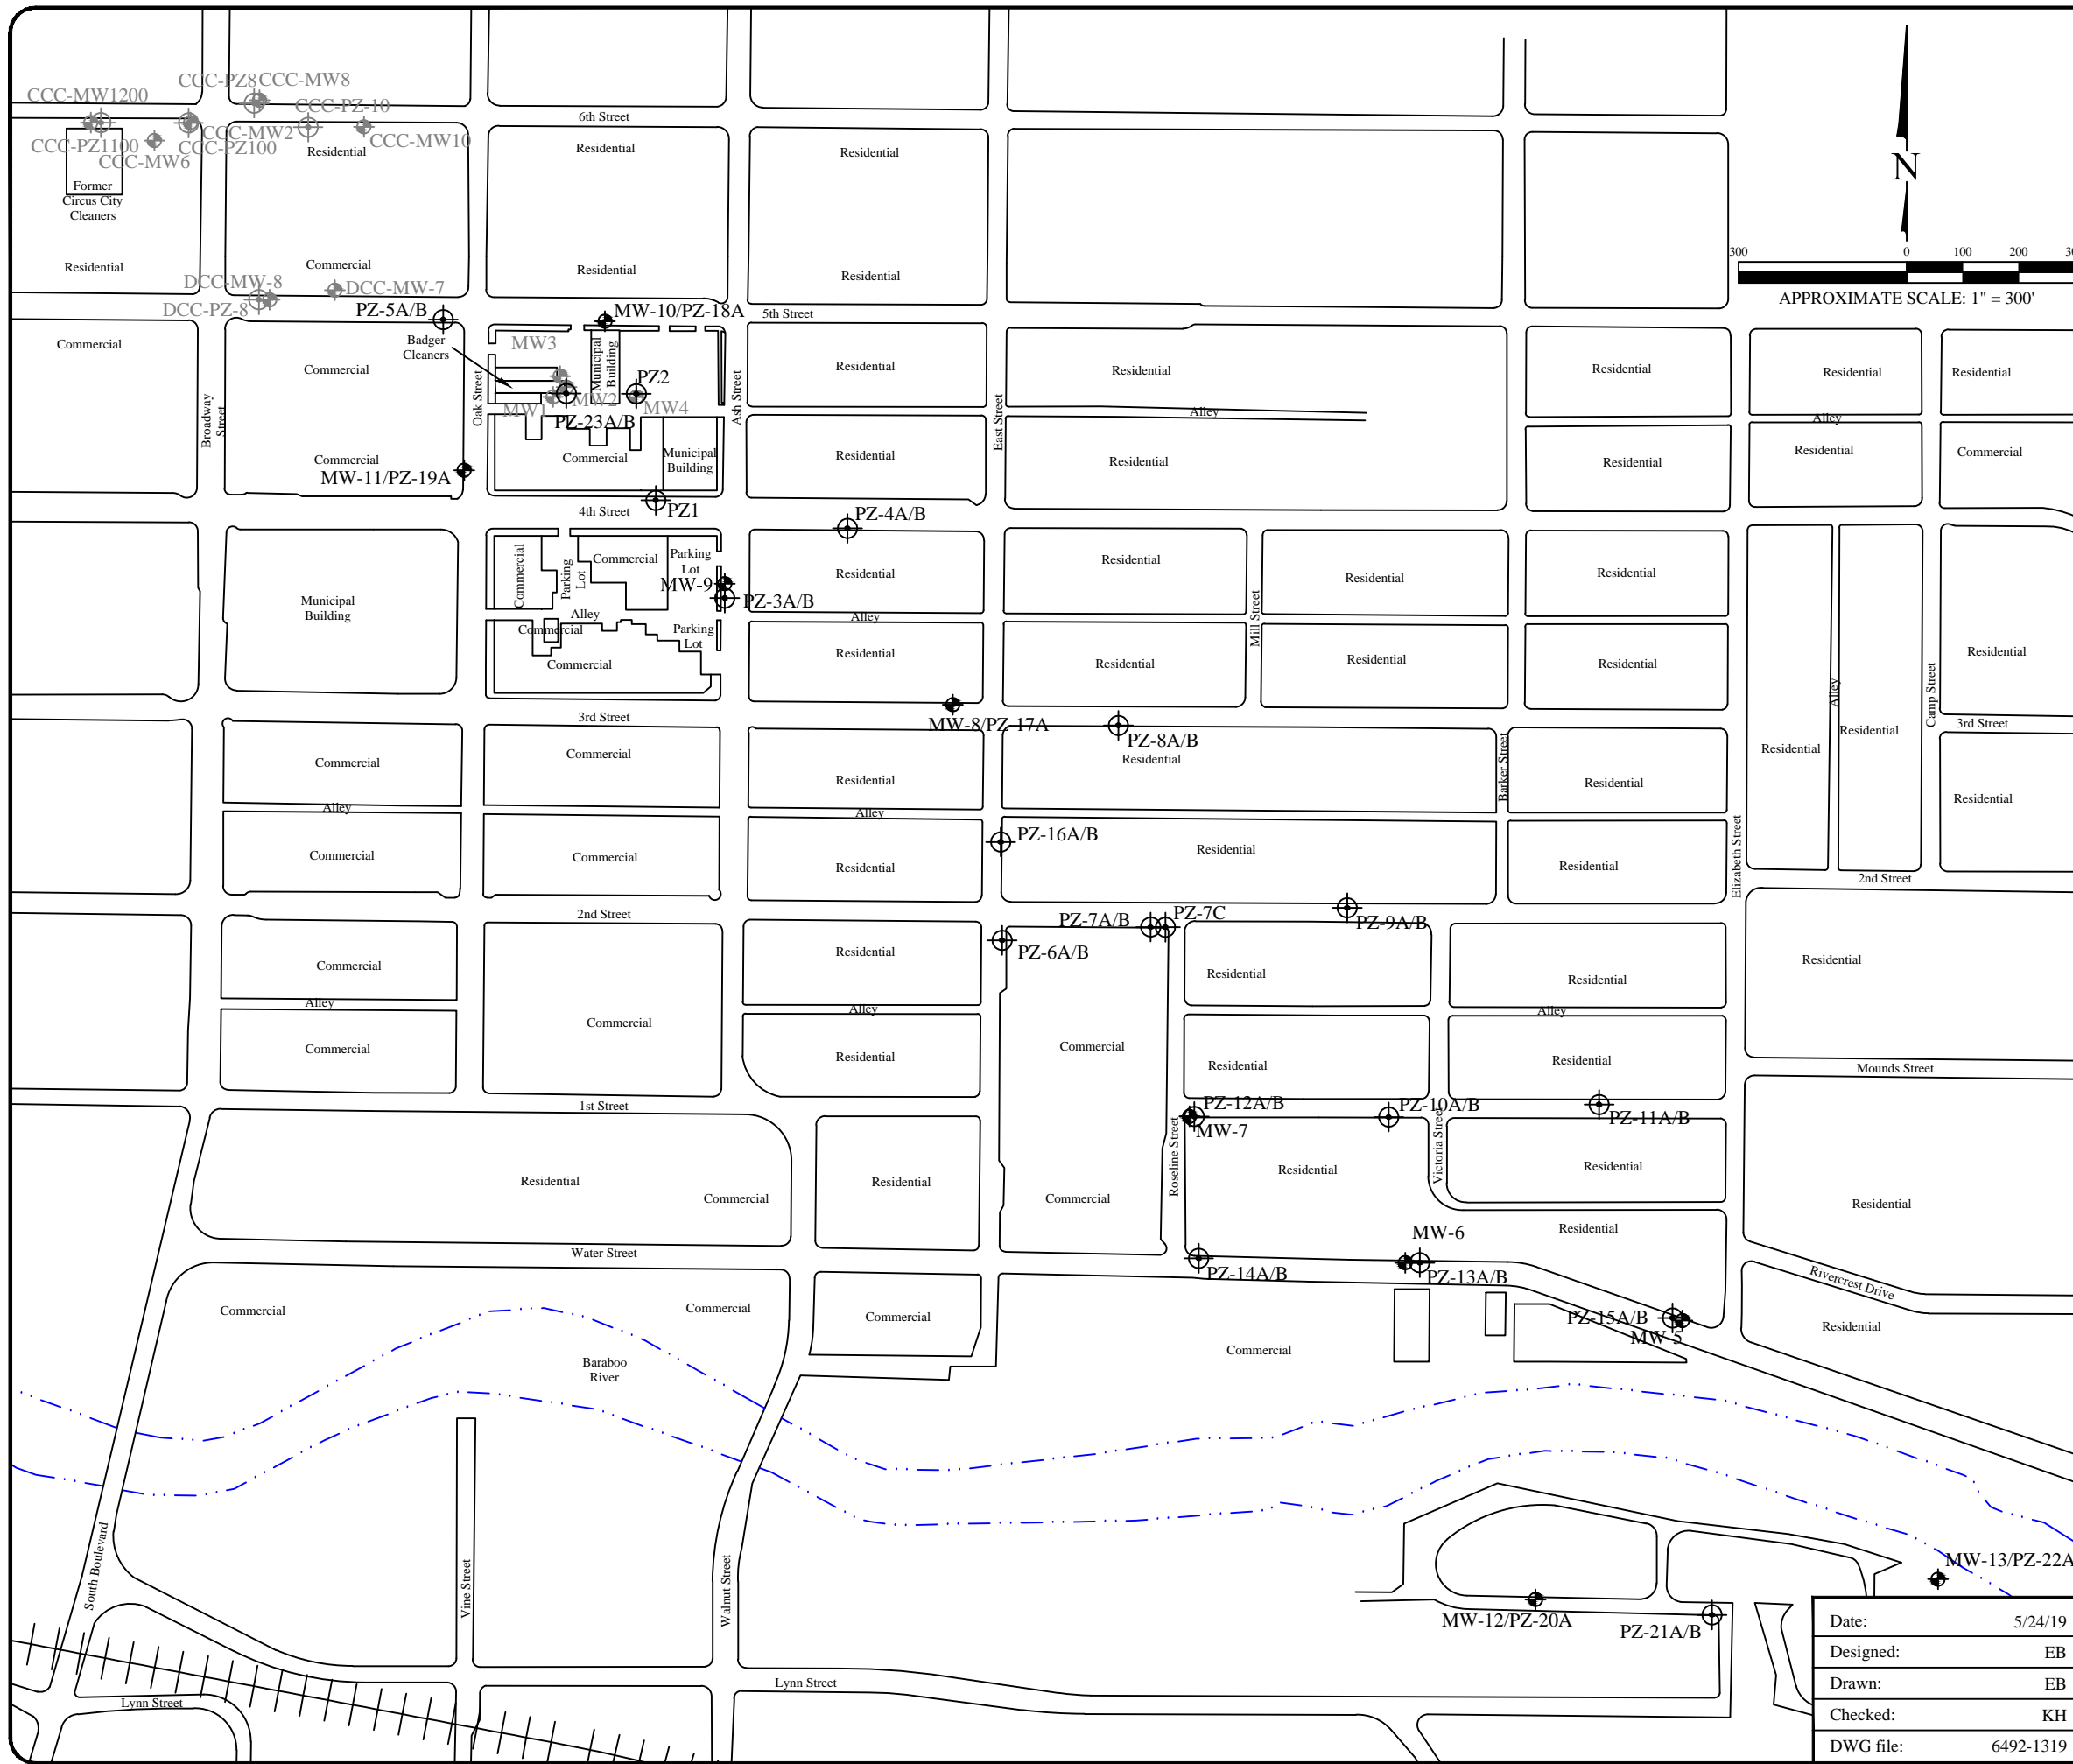 CCC-PZ8
CCC-MW8
CCC-MW1200
CCC-PZ-10
CCC-MW2
CCC-MW10
CCC-PZ1100
CCC-PZ100
CCC-MW6
6th Street
Residential
Residential
Residential
N
Former
Circus City
Cleaners
Residential
Commercial
Residential
Residential
300
0
100
200
APPROXIMATE SCALE: 1" = 300'
DCC-MW-8
DCC-MW-7
DCC-PZ-8
PZ-5A/B
MW-10/PZ-18A
5th Street
Commercial
Badger
Cleaners
MW3
Municipal
Building
Commercial
Residential
Residential
Residential
Residential
Residential
PZ2
MW1
MW2
MW4
PZ-23A/B
Oak Street
Ash Street
Broadway
Street
East Street
Alley
Alley
Commercial
MW-11/PZ-19A
Commercial
Municipal
Building
Residential
Residential
Residential
Residential
Commercial
4th Street
PZ1
PZ-4A/B
Commercial
Parking
Lot
Commercial
Parking
Lot
MW-9
PZ-3A/B
Residential
Residential
Residential
Residential
Municipal
Building
Alley
Alley
Commercial
Parking
Lot
Commercial
Residential
Residential
Mill Street
Residential
Residential
Residential
Alley
Camp Street
3rd Street
MW-8/PZ-17A
PZ-8A/B
Residential
3rd Street
Commercial
Commercial
Residential
Barker Street
Residential
Residential
Residential
Residential
Alley
Alley
PZ-16A/B
Commercial
Commercial
Residential
Residential
Residential
Elizabeth Street
2nd Street
2nd Street
PZ-7A/B
PZ-7C
PZ-9A/B
PZ-6A/B
Commercial
Residential
Residential
Residential
Residential
Alley
Alley
Alley
Commercial
Commercial
Residential
Commercial
Residential
Residential
Mounds Street
1st Street
PZ-12A/B
MW-7
PZ-10A/B
PZ-11A/B
Roseline Street
Victoria Street
Residential
Commercial
Residential
Commercial
Residential
Residential
Residential
Residential
Water Street
MW-6
PZ-14A/B
PZ-13A/B
Rivercrest Drive
Commercial
Commercial
Commercial
PZ-15A/B
MW-5
Residential
Commercial
Baraboo
River
South Boulevard
Vine Street
Walnut Street
MW-13/PZ-22A
MW-12/PZ-20A
PZ-21A/B
Lynn Street
Lynn Street
Date: 5/24/19
Designed: EB
Drawn: EB
Checked: KH
DWG file: 6492-1319